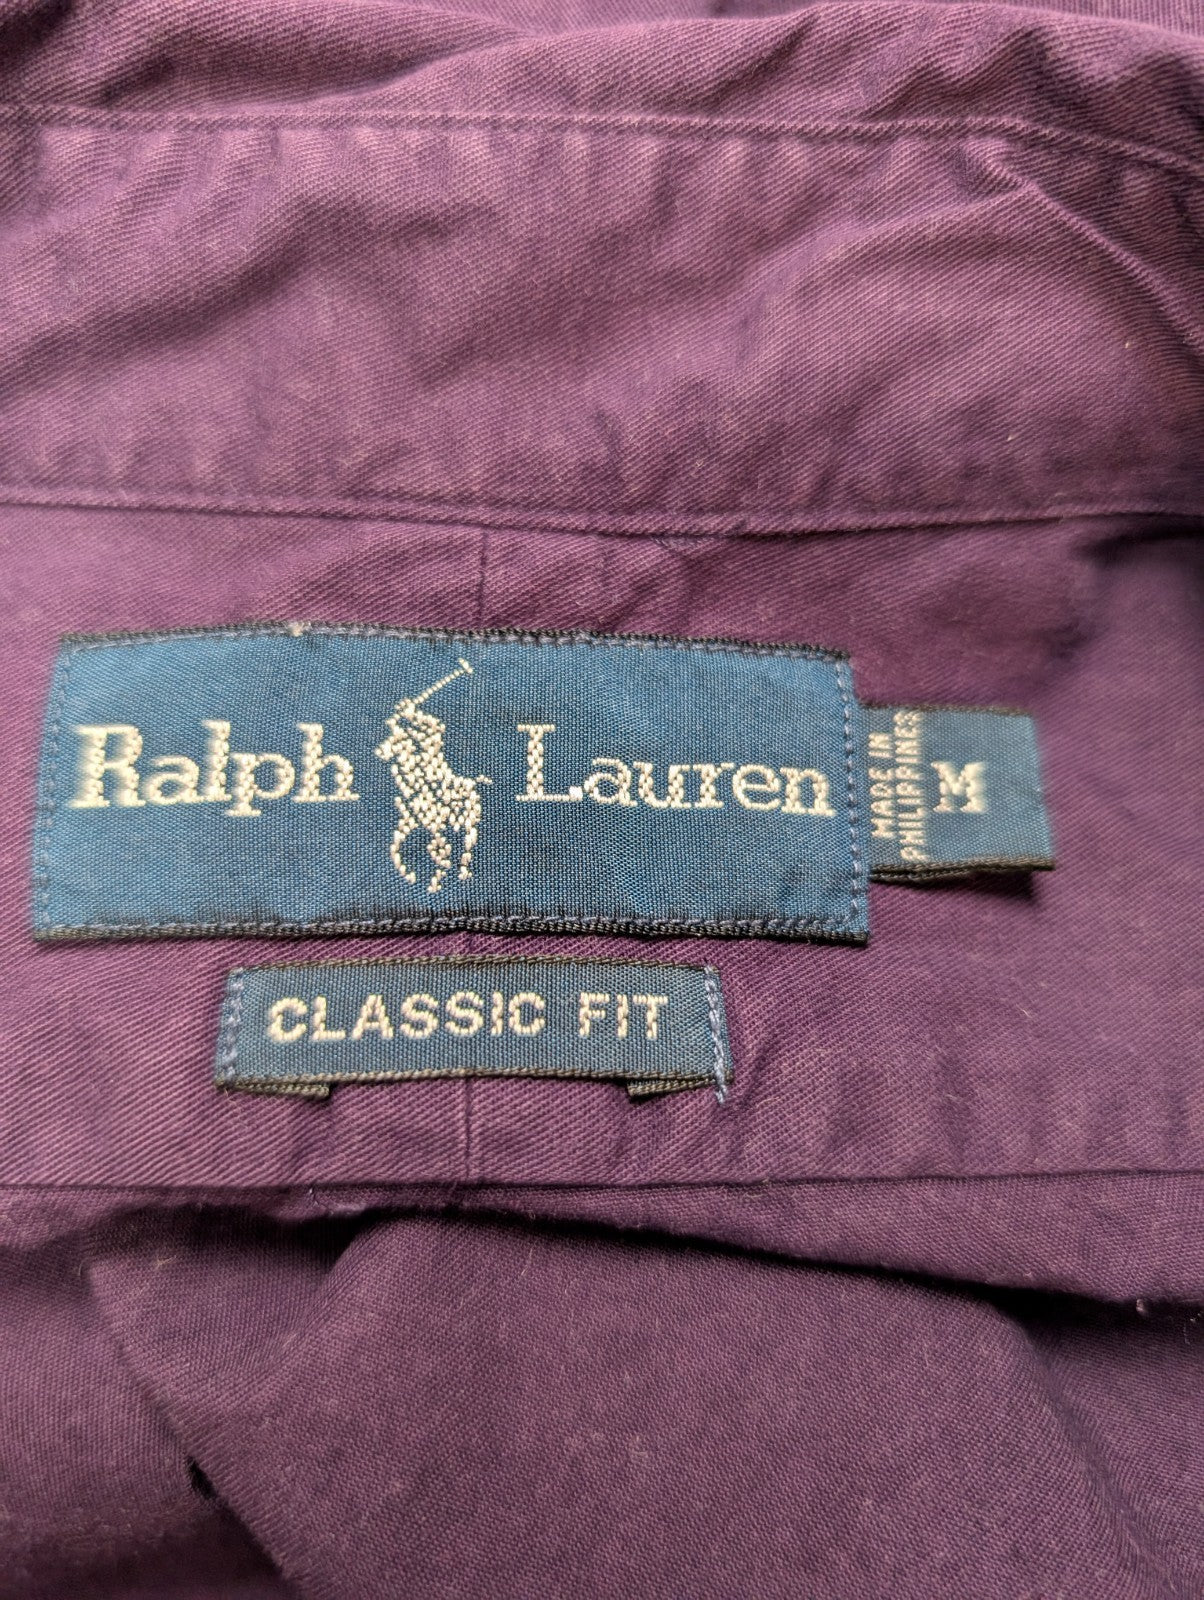 Ralph Lauren
MADE IN
PHILIPPINES
M
CLASSIC FIT